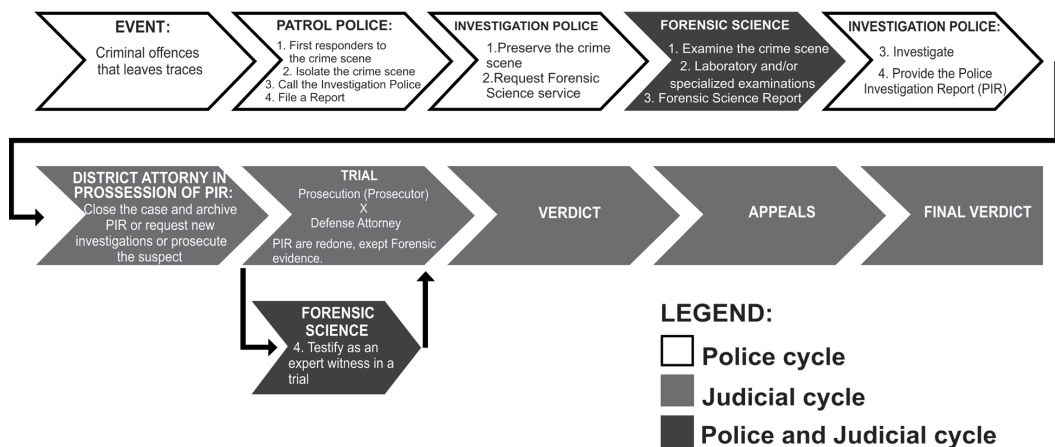 EVENT:
Criminal offences
that leaves traces
PATROL POLICE:
1. First responders to
the crime scene
2. Isolate the crime scene
3. Call the Investigation Police
4. File a Report
INVESTIGATION POLICE
1.Preserve the crime
scene
2.Request Forensic
Science service
FORENSIC SCIENCE
1. Examine the crime scene
2. Laboratory and/or
specialized examinations
3. Forensic Science Report
INVESTIGATION POLICE:
3. Investigate
4. Provide the Police
Investigation Report (PIR)
DISTRICT ATTORNY IN
PROSSESSION OF PIR:
Close the case and archive
PIR or request new
investigations or prosecute
the suspect
TRIAL
Prosecution (Prosecutor)
X
Defense Attorney
PIR are redone, exept Forensic
evidence.
VERDICT
APPEALS
FINAL VERDICT
FORENSIC
SCIENCE
4. Testify as an
expert witness in a
trial
LEGEND:
Police cycle
Judicial cycle
Police and Judicial cycle